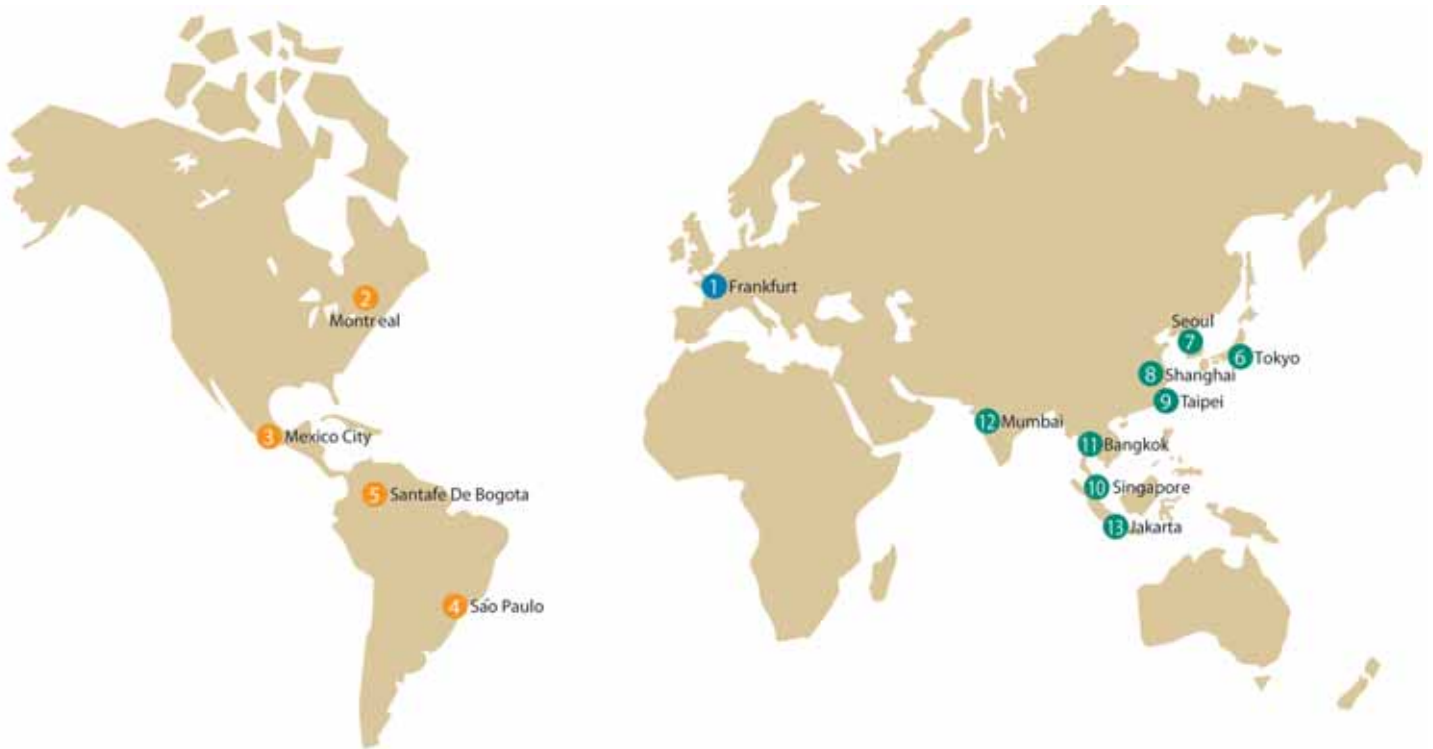 1 Frankfurt
2
Montreal
Seoul
7
6 Tokyo
8 Shanghai
9 Taipei
3 Mexico City
12 Mumbai
11 Bangkok
5 Santafe De Bogota
10 Singapore
13 Jakarta
4 São Paulo